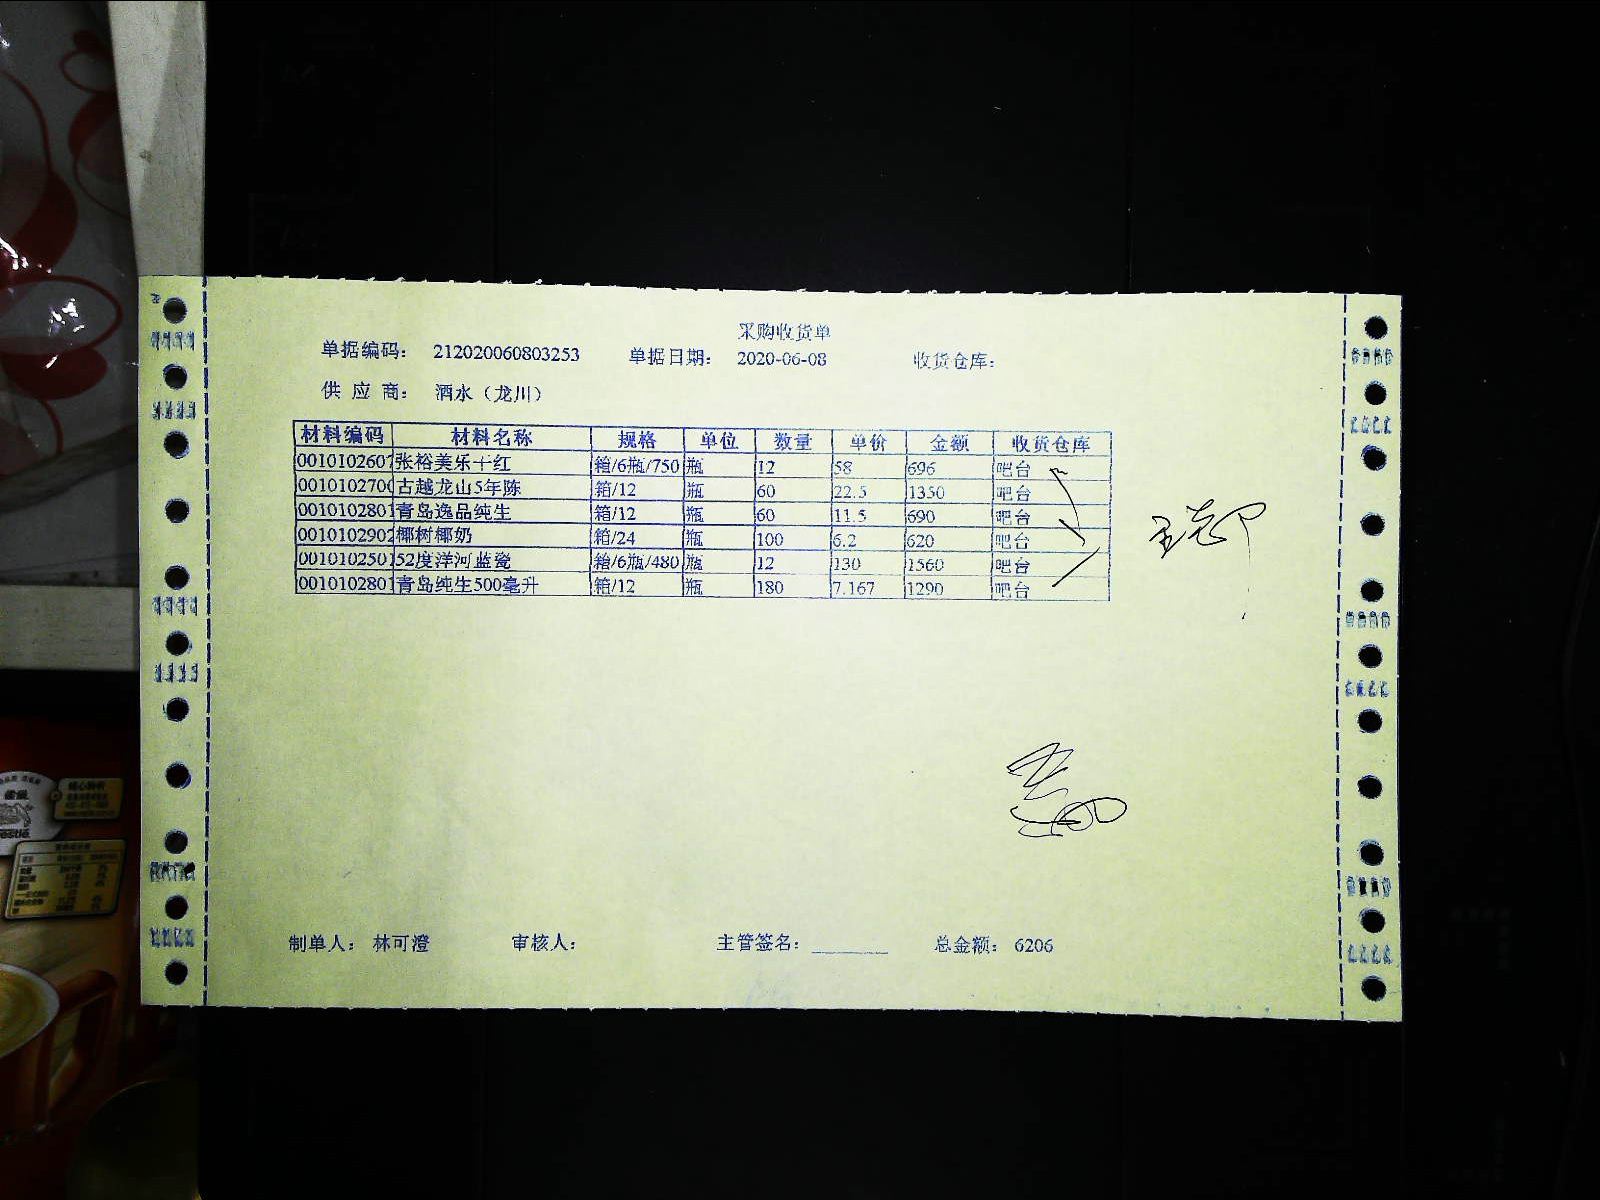 采购收货单
单据编码： 212020060803253 单据日期： 2020-06-08 收货仓库：
供 应 商： 酒水（龙川）
材料编码 材料名称 规格 单位 数量 单价 金额 收货仓库
0010102607 张裕美乐干红 箱/6瓶/750 瓶 12 58 696 吧台
0010102700 古越龙山5年陈 箱/12 瓶 60 22.5 1350 吧台
0010102801 青岛逸品纯生 箱/12 瓶 60 11.5 690 吧台
0010102902 椰树椰奶 箱/24 瓶 100 6.2 620 吧台
0010102501 52度洋河蓝瓷 箱/6瓶/480 瓶 12 130 1560 吧台
0010102801 青岛纯生500毫升 箱/12 瓶 180 7.167 1290 吧台
制单人： 林可澄 审核人： 主管签名： 总金额： 6206